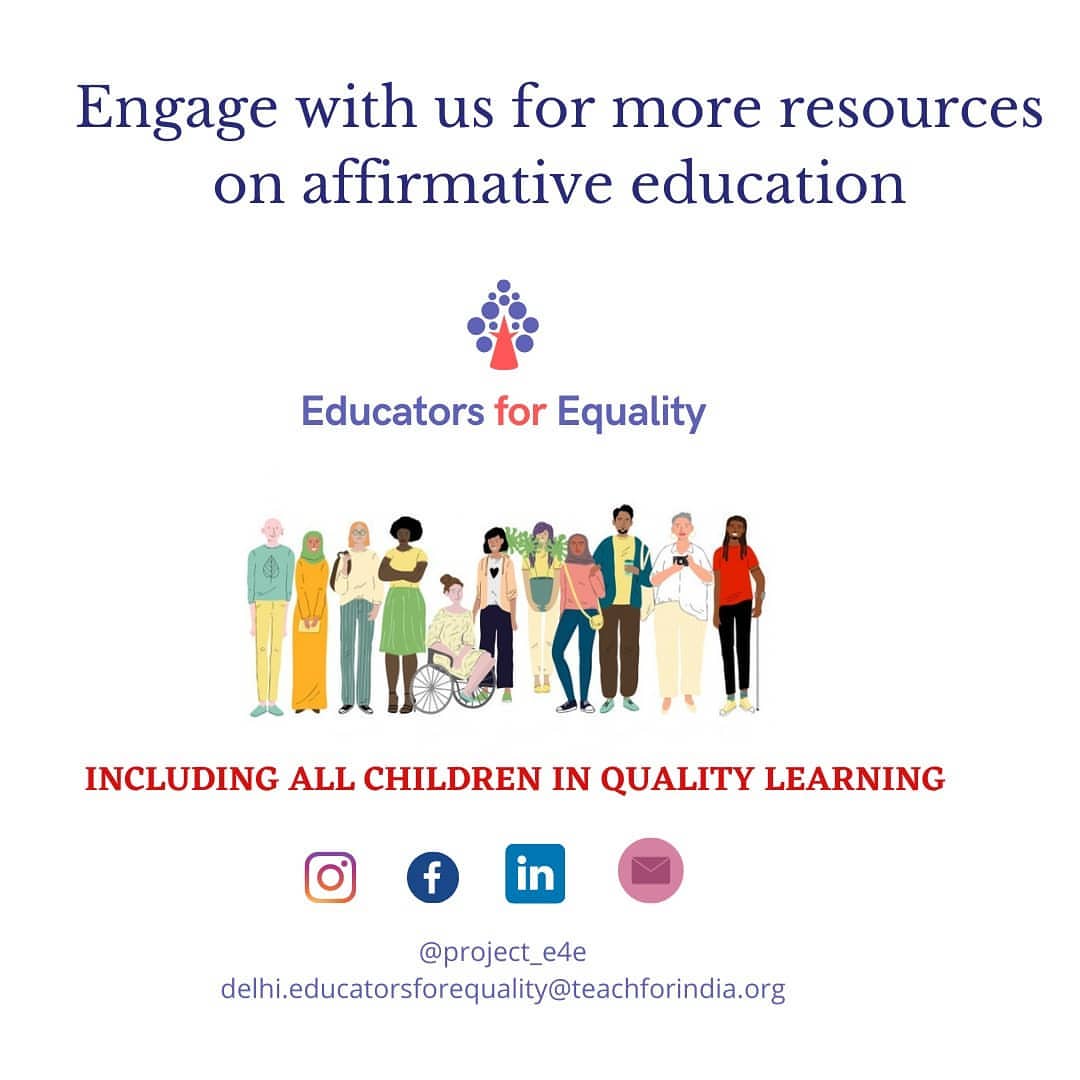 Engage with us for more resources
on affirmative education
Educators for Equality
INCLUDING ALL CHILDREN IN QUALITY LEARNING
@project_e4e
delhi.educatorsforequality@teachforindia.org